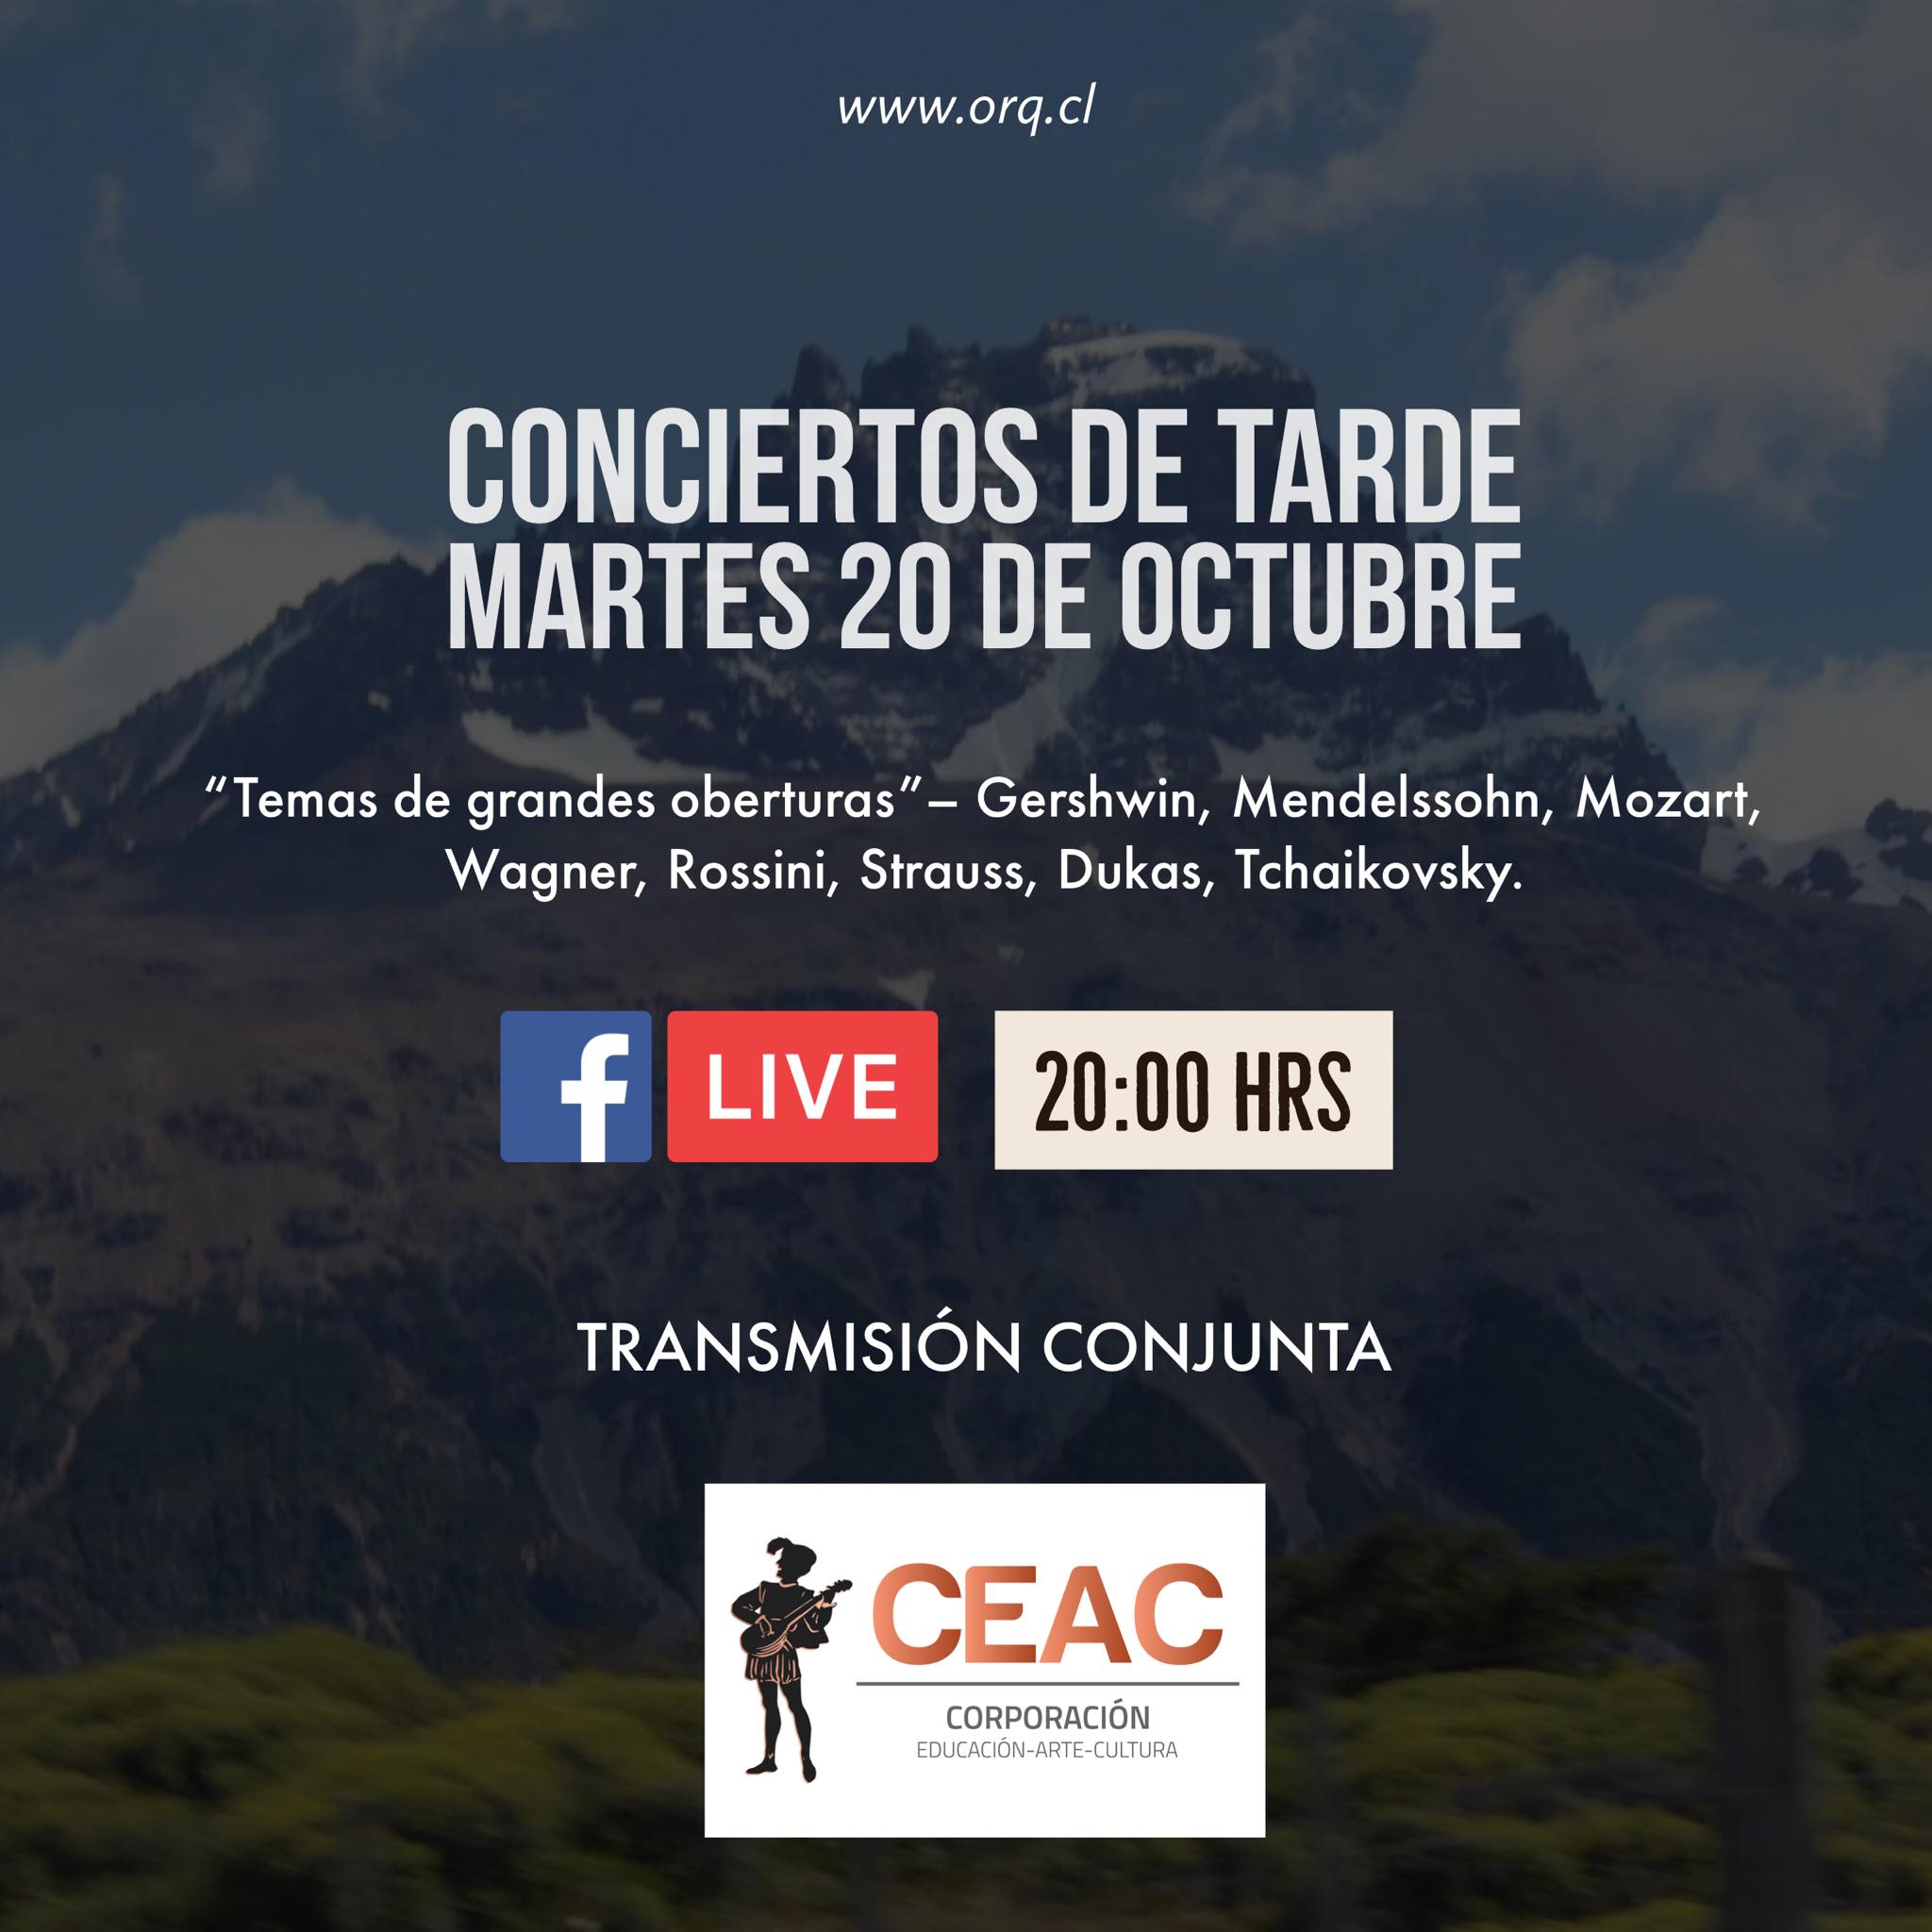 www.orq.cl
CONCIERTOS DE TARDE
MARTES 20 DE OCTUBRE
“Temas de grandes oberturas”– Gershwin, Mendelssohn, Mozart,
Wagner, Rossini, Strauss, Dukas, Tchaikovsky.
f LIVE 20:00 HRS
TRANSMISIÓN CONJUNTA
CEAC
CORPORACIÓN
EDUCACIÓN-ARTE-CULTURA